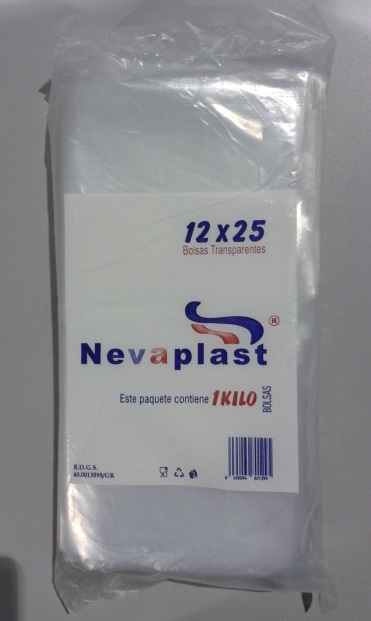 12 x 25
Bolsas Transparentes
®
Nevaplast
Este paquete contiene 1 KILO BOLSAS
R.D.G.S.